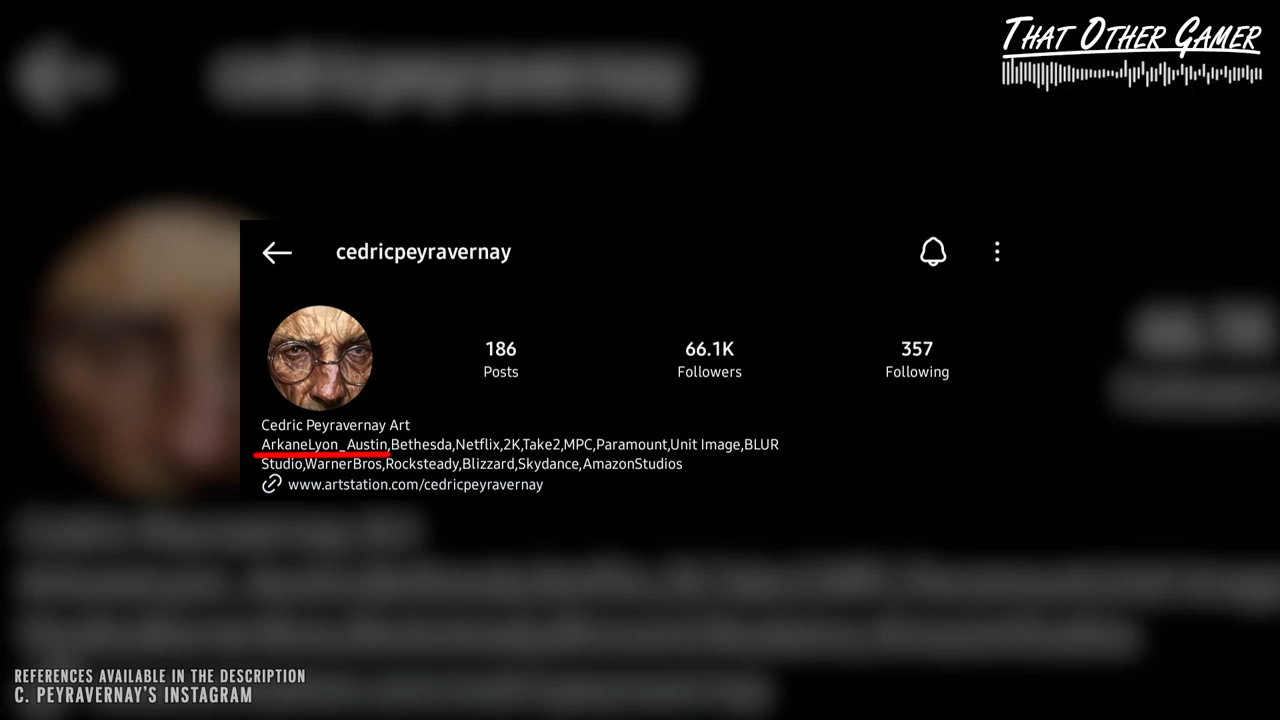 THAT OTHER GAMER
cedricpeyravernay
186
Posts
66.1K
Followers
357
Following
Cedric Peyravernay Art
ArkaneLyon_Austin,Bethesda,Netflix,2K,Take2,MPC,Paramount,Unit Image,BLUR
Studio,WarnerBros,Rocksteady,Blizzard,Skydance,AmazonStudios
www.artstation.com/cedricpeyravernay
REFERENCES AVAILABLE IN THE DESCRIPTION
C. PEYRAVERNAY'S INSTAGRAM